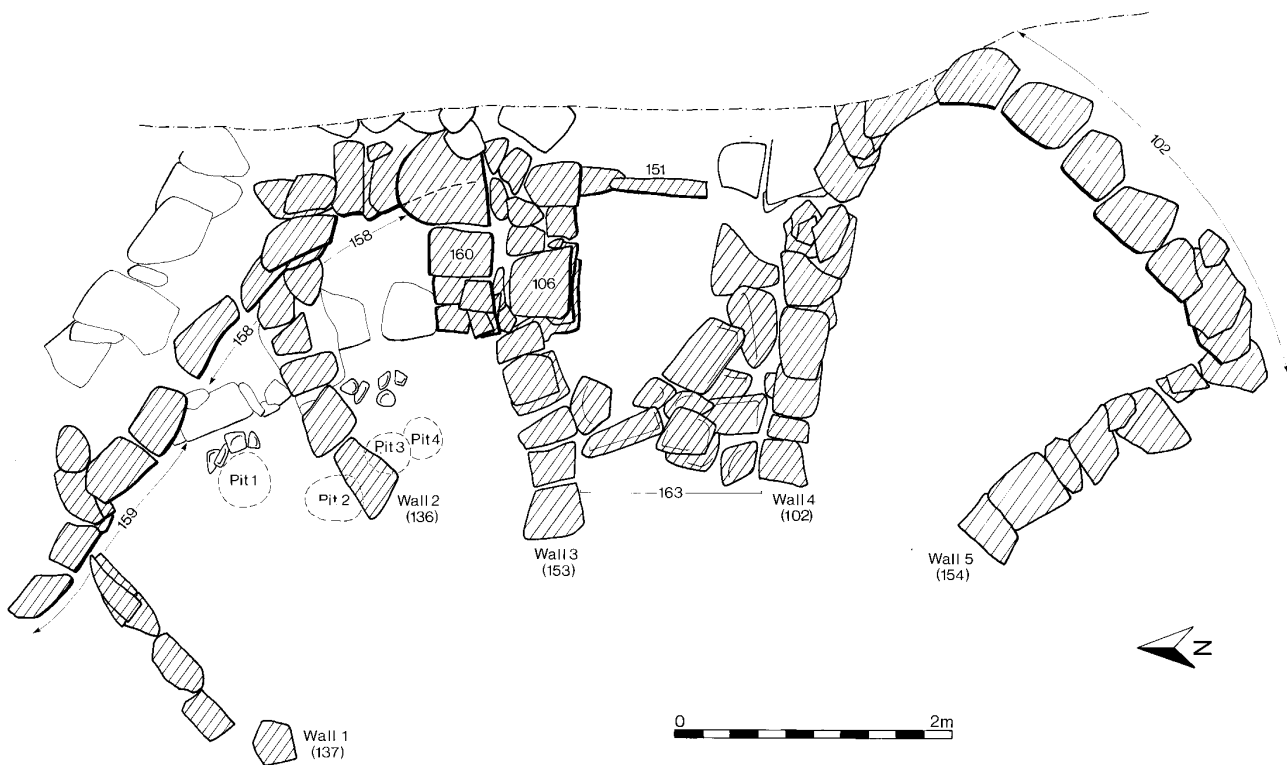 102
151
158
160
106
158
Pit 1
Pit 3
Pit 4
Pit 2
Wall 2
(136)
163
Wall 4
(102)
159
Wall 3
(153)
Wall 5
(154)
N
Wall 1
(137)
0
2m